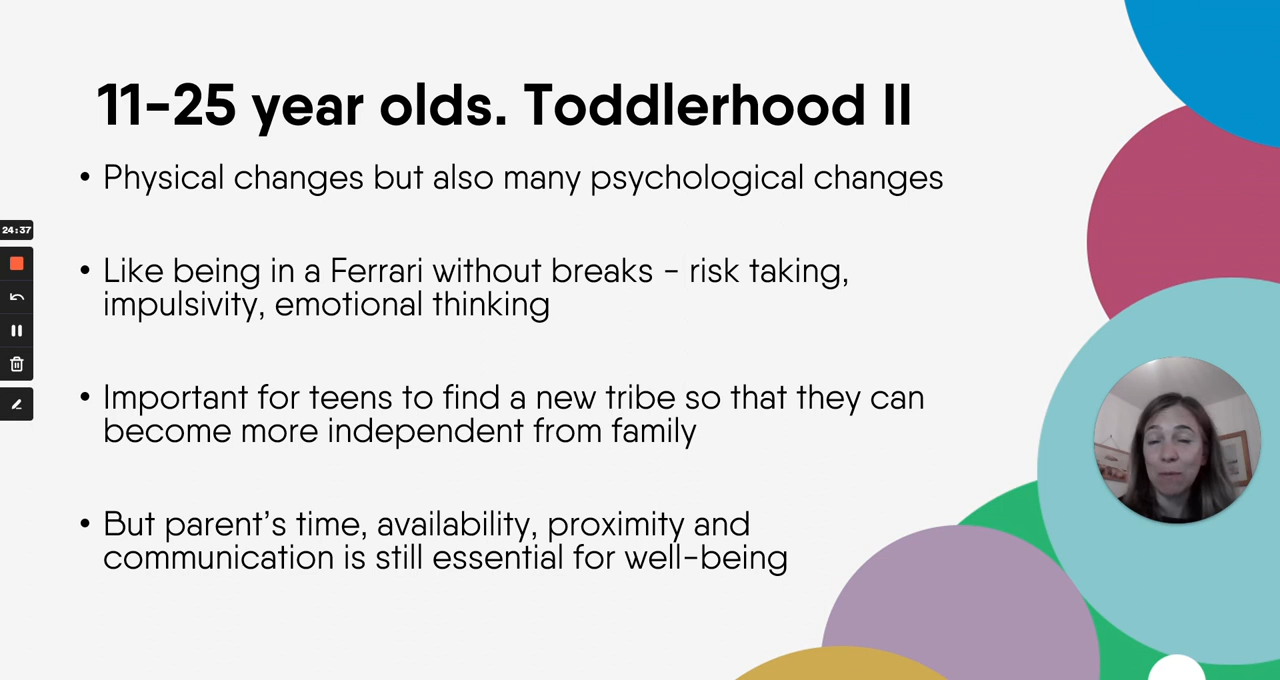 11-25 year olds. Toddlerhood II
• Physical changes but also many psychological changes
• Like being in a Ferrari without breaks - risk taking,
impulsivity, emotional thinking
• Important for teens to find a new tribe so that they can
become more independent from family
• But parent's time, availability, proximity and
communication is still essential for well-being
24:37